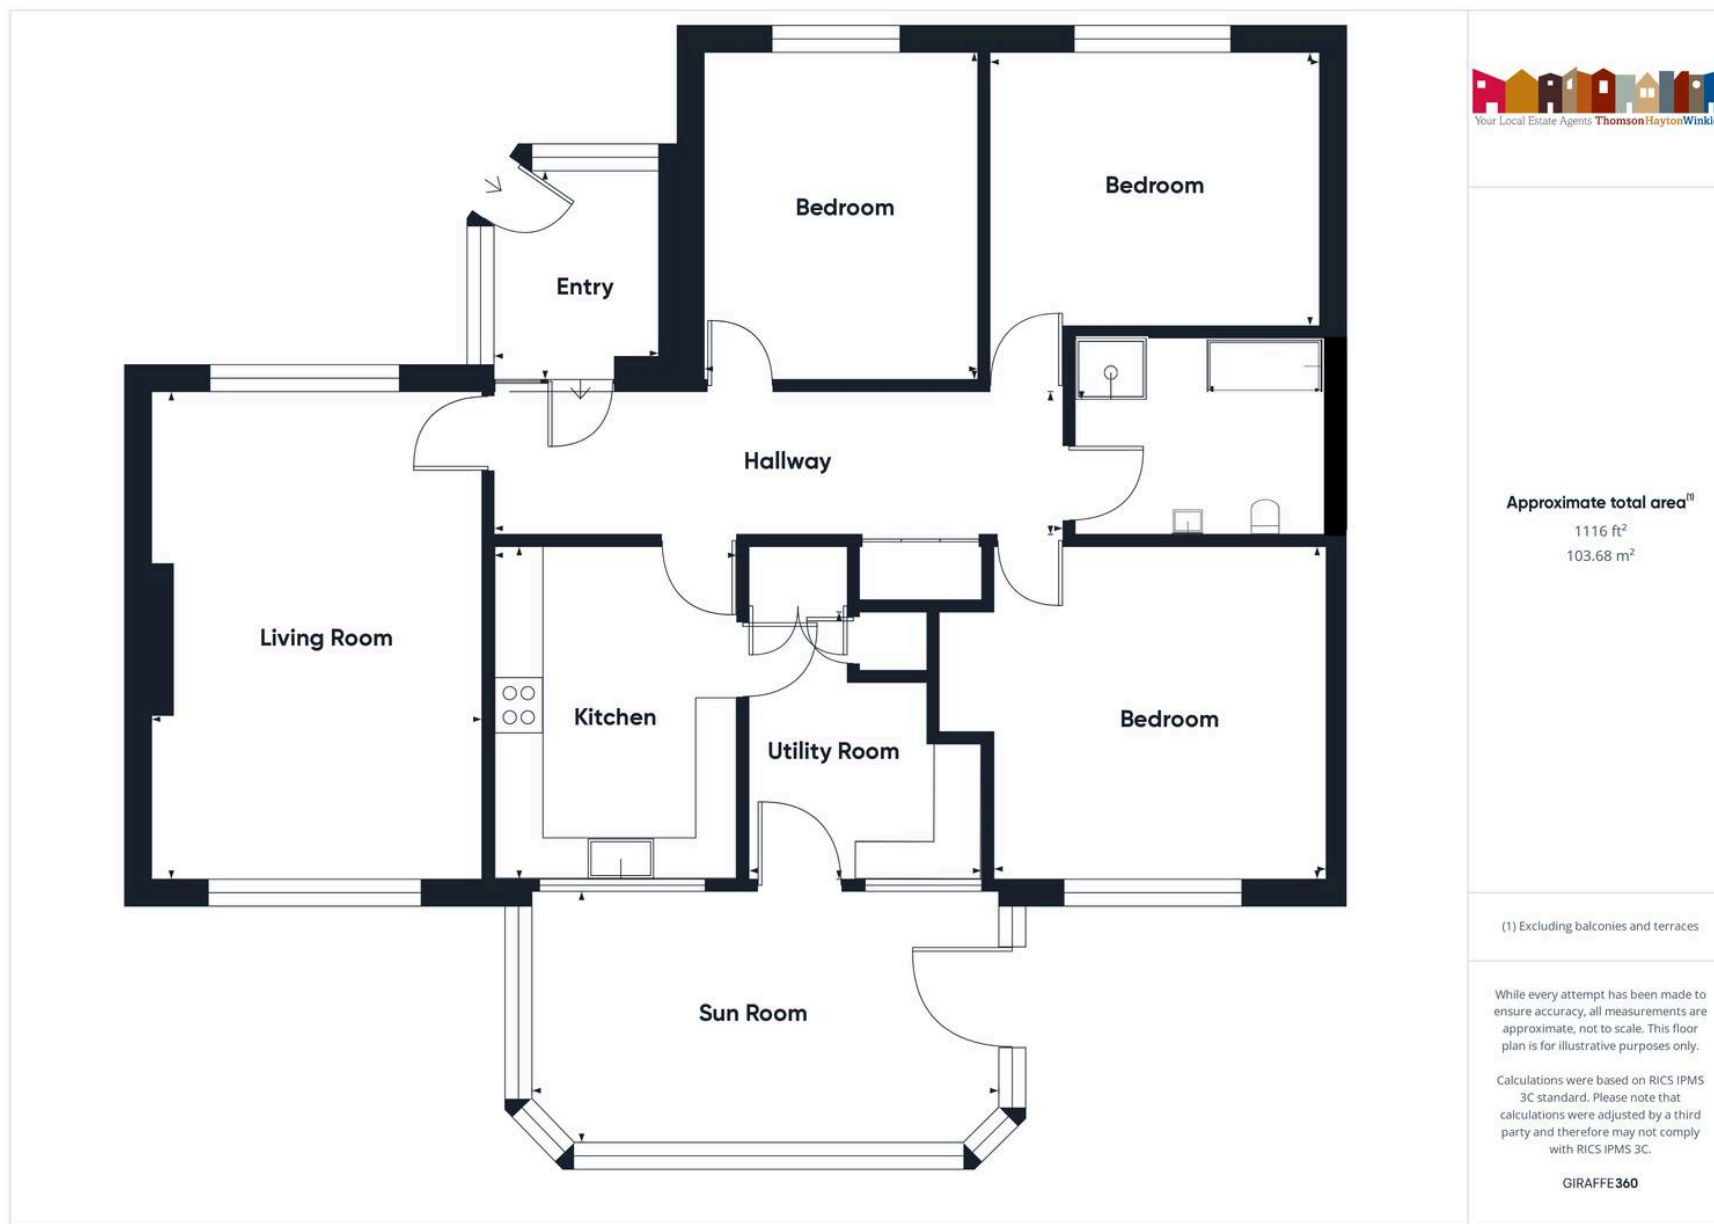 Bedroom
Bedroom
Entry
Hallway
Living Room
Kitchen
Utility Room
Bedroom
Sun Room
Your Local Estate Agents ThomsonHaytonWinkl
Approximate total area⁽¹⁾
1116 ft²
103.68 m²
(1) Excluding balconies and terraces
While every attempt has been made to
ensure accuracy, all measurements are
approximate, not to scale. This floor
plan is for illustrative purposes only.
Calculations were based on RICS IPMS
3C standard. Please note that
calculations were adjusted by a third
party and therefore may not comply
with RICS IPMS 3C.
GIRAFFE360